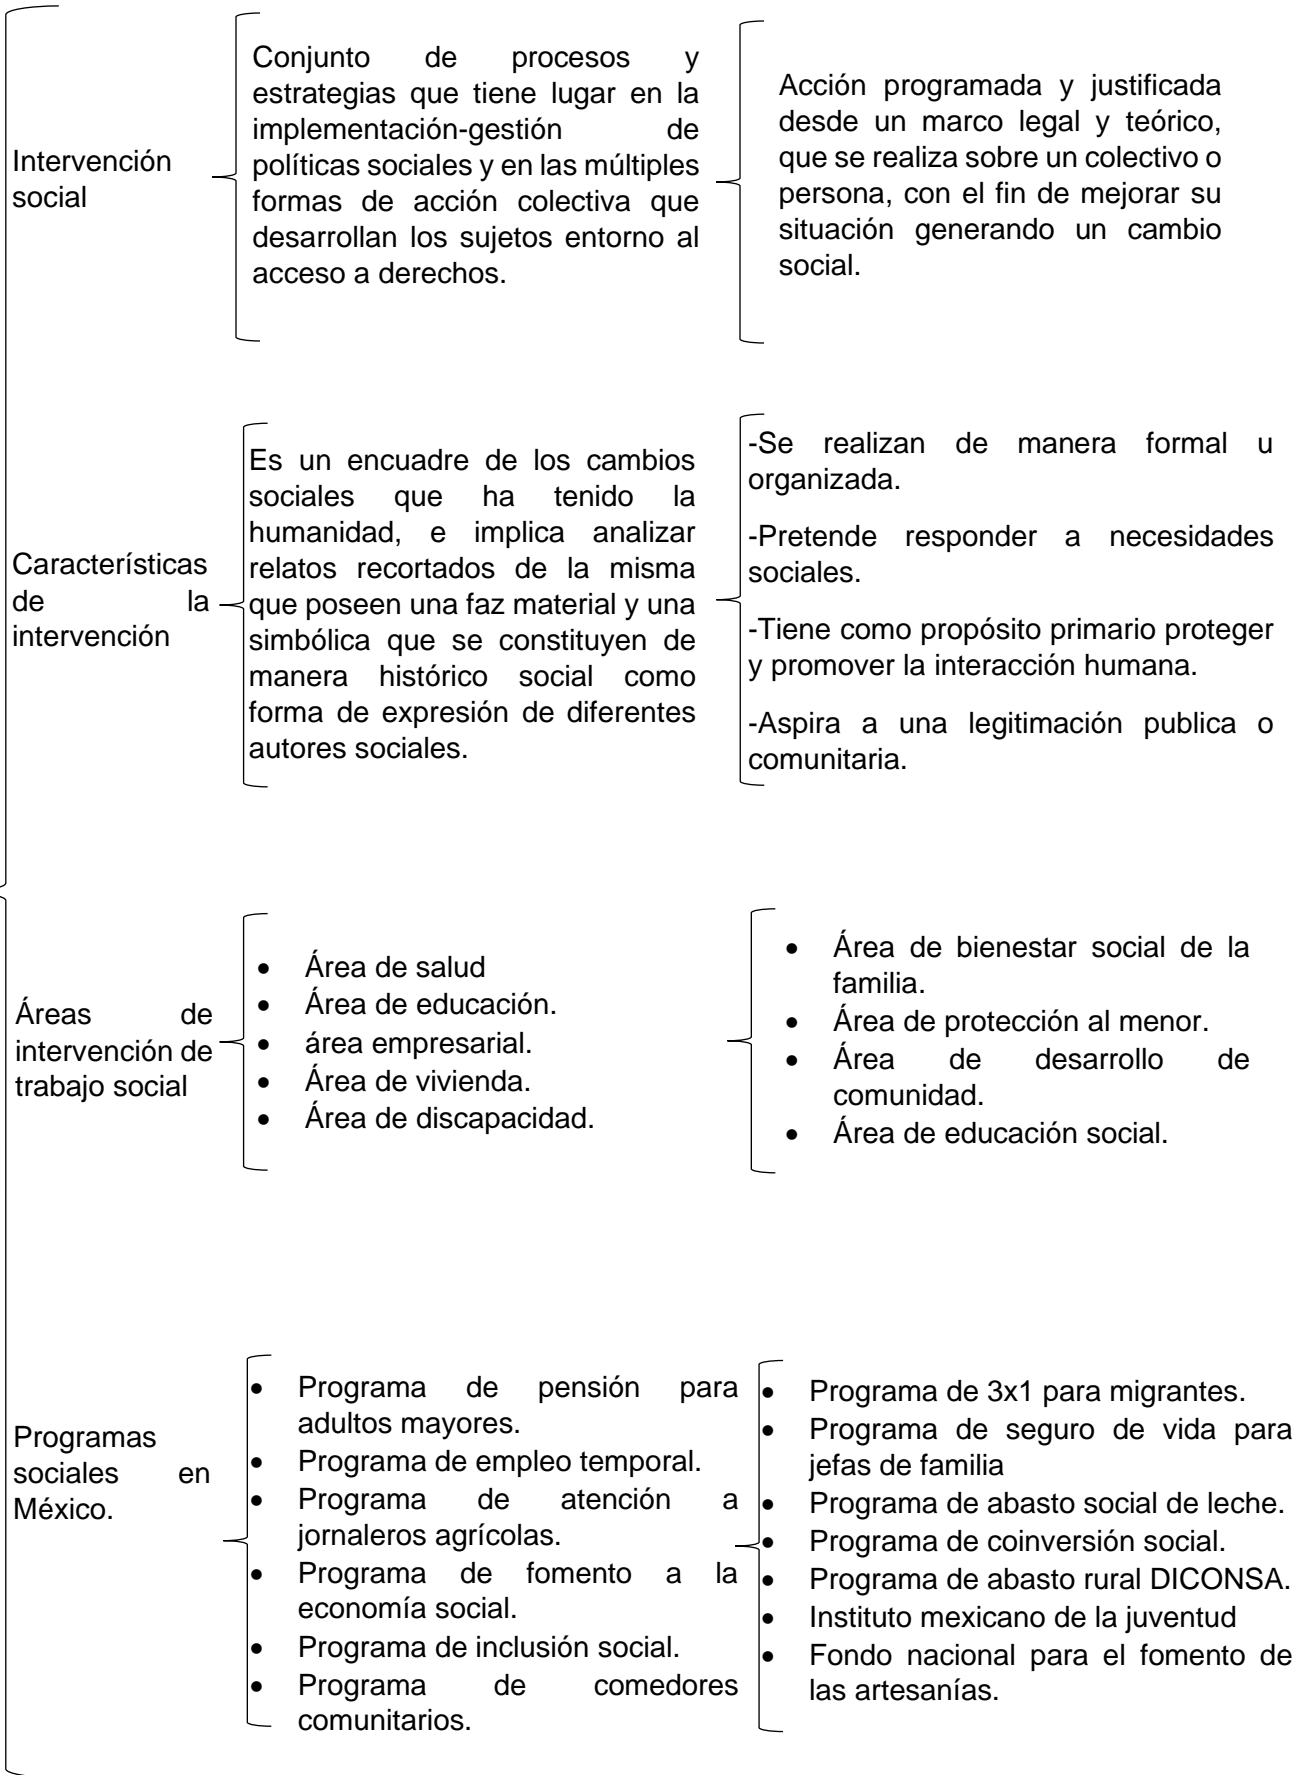 Intervención
social
Conjunto de procesos y
estrategias que tiene lugar en la
implementación-gestión de
políticas sociales y en las múltiples
formas de acción colectiva que
desarrollan los sujetos entorno al
acceso a derechos.
Acción programada y justificada
desde un marco legal y teórico,
que se realiza sobre un colectivo o
persona, con el fin de mejorar su
situación generando un cambio
social.
Características
de la
intervención
Es un encuadre de los cambios
sociales que ha tenido la
humanidad, e implica analizar
relatos recortados de la misma
que poseen una faz material y una
simbólica que se constituyen de
manera histórico social como
forma de expresión de diferentes
autores sociales.
-Se realizan de manera formal u
organizada.
-Pretende responder a necesidades
sociales.
-Tiene como propósito primario proteger
y promover la interacción humana.
-Aspira a una legitimación publica o
comunitaria.
Áreas de
intervención de
trabajo social
• Área de salud
• Área de educación.
• área empresarial.
• Área de vivienda.
• Área de discapacidad.
• Área de bienestar social de la
familia.
• Área de protección al menor.
• Área de desarrollo de
comunidad.
• Área de educación social.
Programas
sociales en
México.
• Programa de pensión para
adultos mayores.
• Programa de empleo temporal.
• Programa de atención a
jornaleros agrícolas.
• Programa de fomento a la
economía social.
• Programa de inclusión social.
• Programa de comedores
comunitarios.
• Programa de 3x1 para migrantes.
• Programa de seguro de vida para
jefas de familia
• Programa de abasto social de leche.
• Programa de coinversión social.
• Programa de abasto rural DICONSA.
• Instituto mexicano de la juventud
• Fondo nacional para el fomento de
las artesanías.